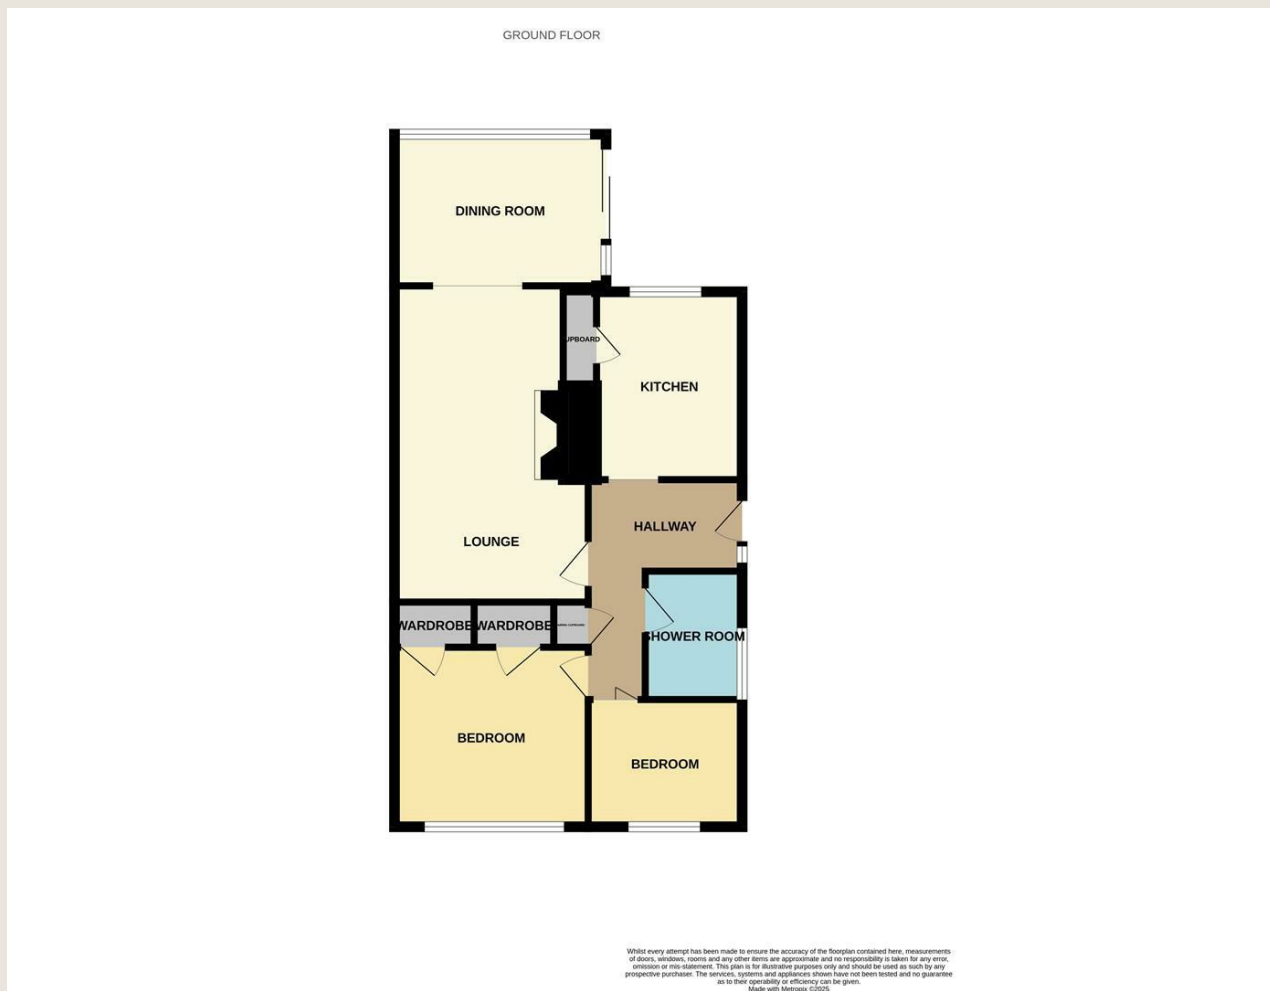 GROUND FLOOR
DINING ROOM
UPBOARD
KITCHEN
HALLWAY
LOUNGE
WARDROBE
WARDROBE
SHOWER ROOM
BEDROOM
BEDROOM
Whilst every attempt has been made to ensure the accuracy of the floorplan contained here, measurements
of doors, windows, rooms and any other items are approximate and no responsibility is taken for any error,
omission or mis-statement. This plan is for illustrative purposes only and should be used as such by any
prospective purchaser. The services, systems and appliances shown have not been tested and no guarantee
as to their operability or efficiency can be given.
Made with Metropix ©2025